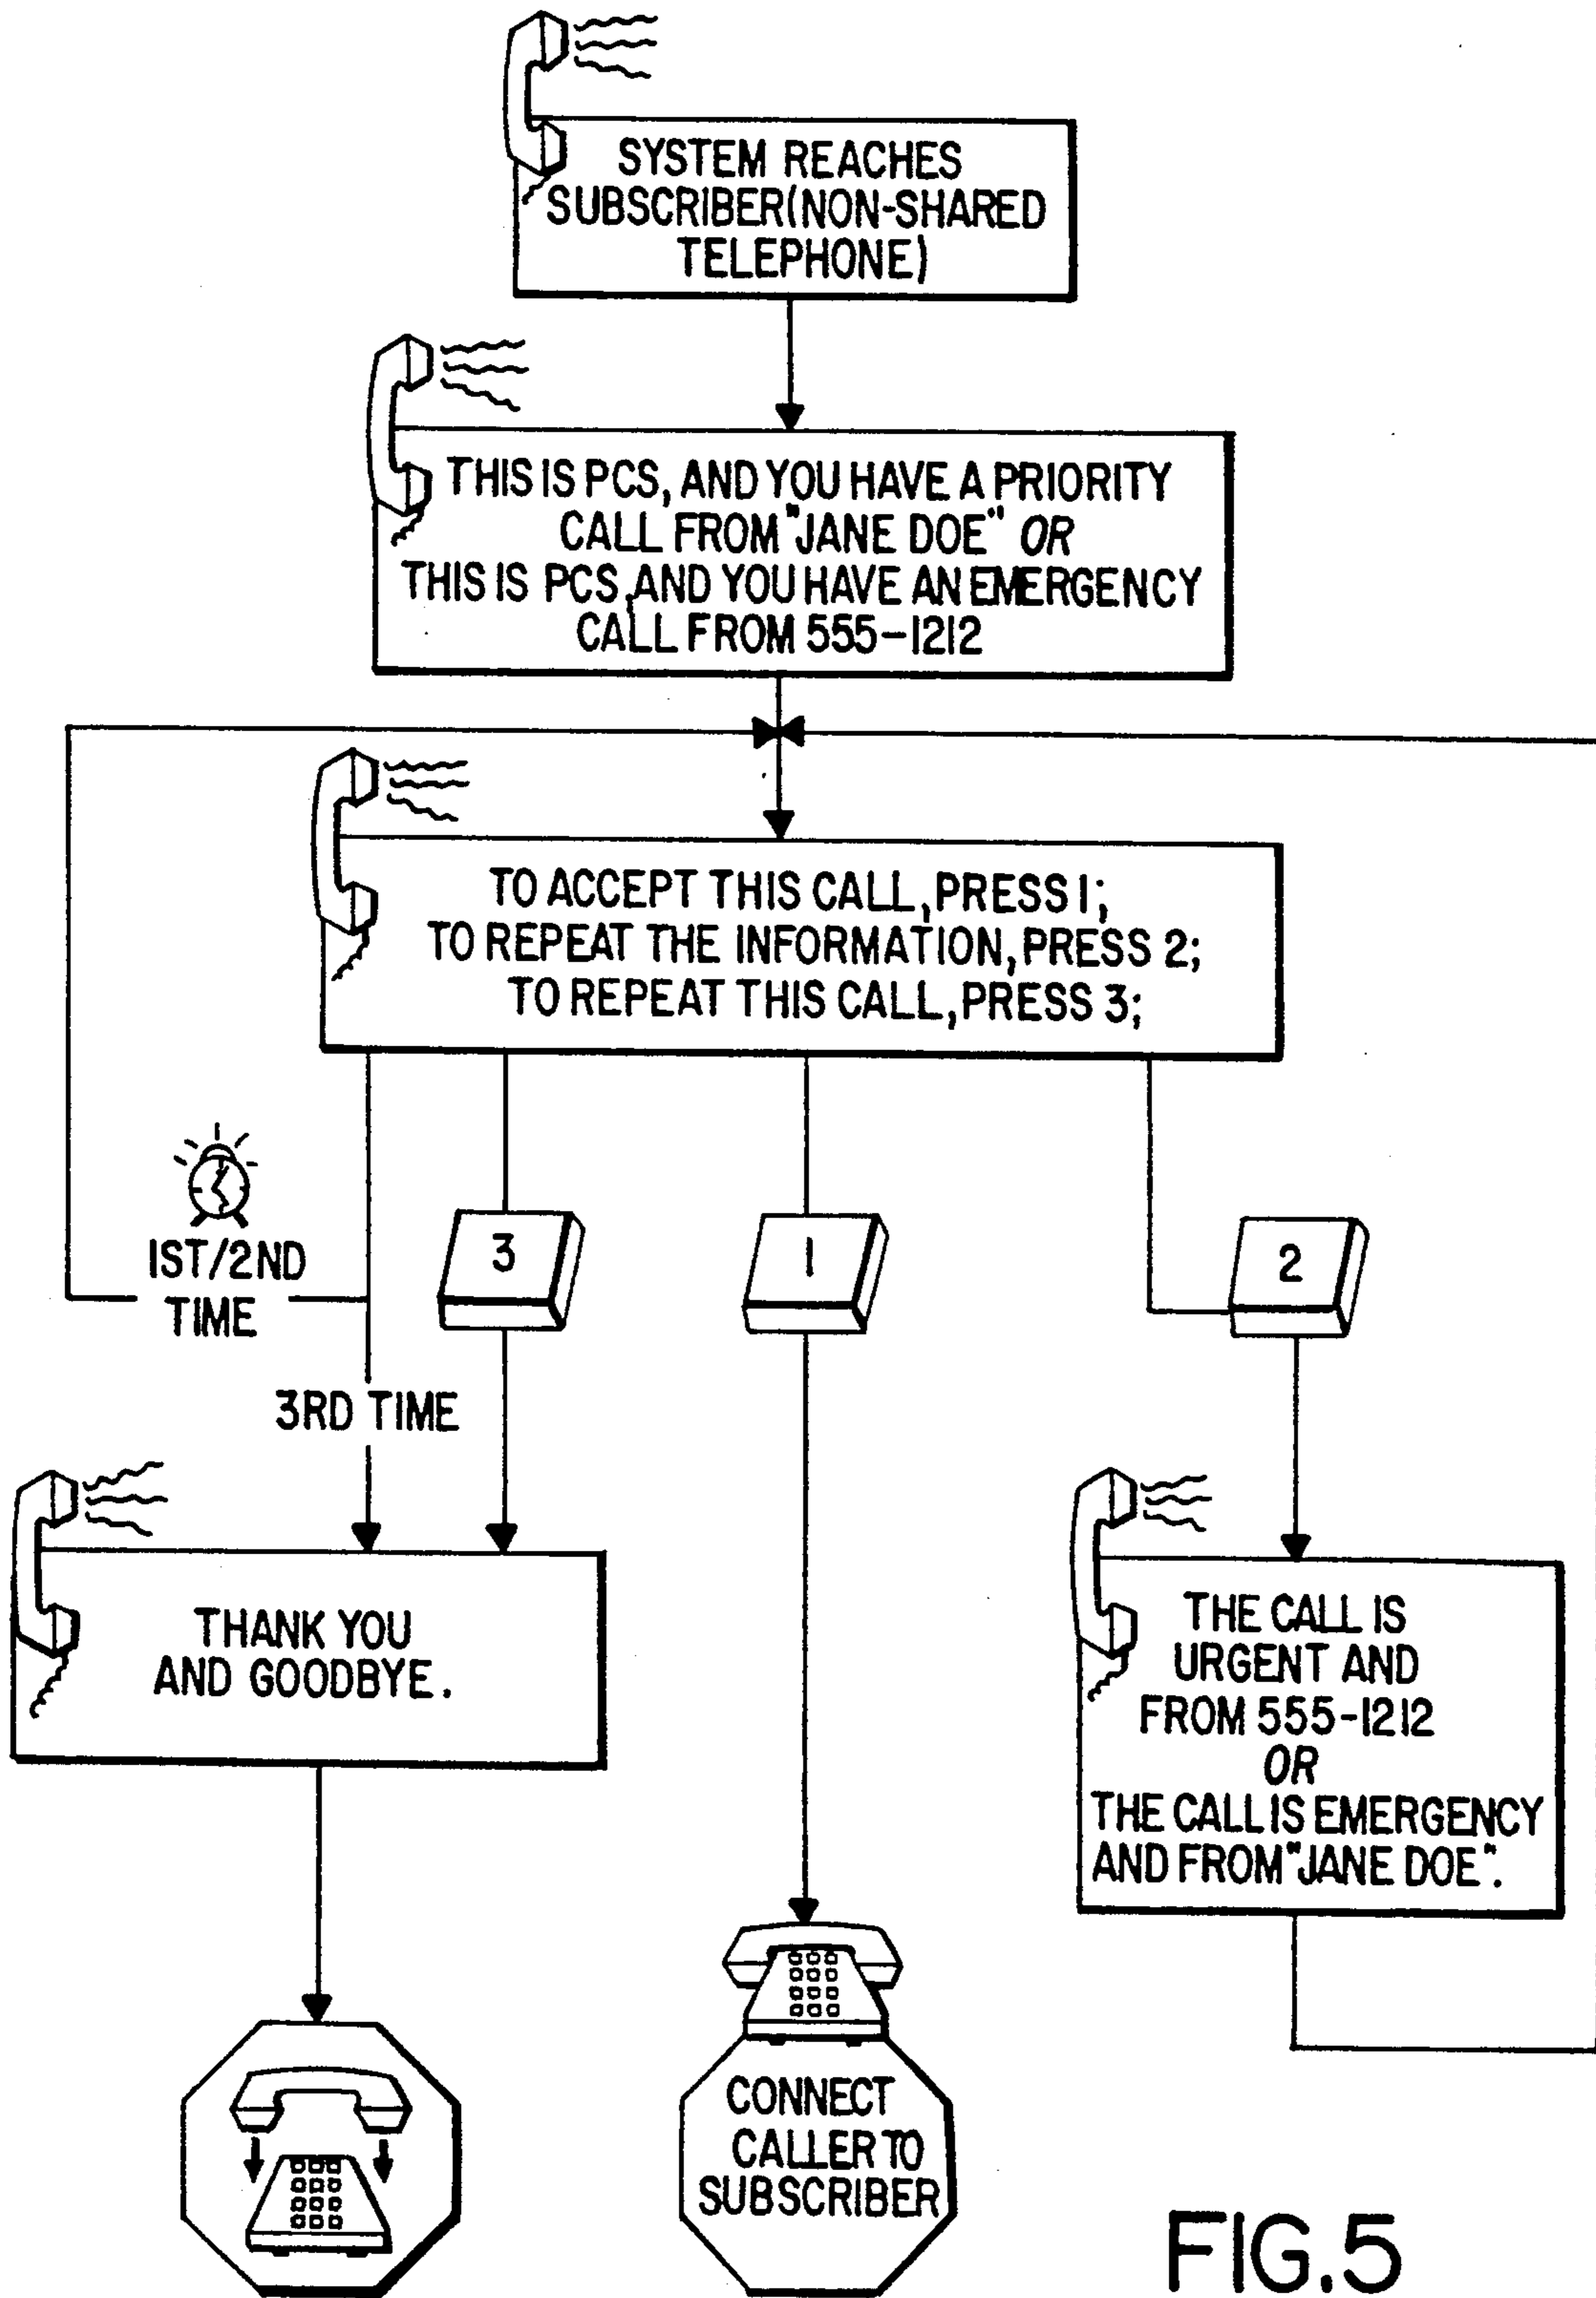 SYSTEM REACHES
SUBSCRIBER(NON-SHARED
TELEPHONE)
THIS IS PCS, AND YOU HAVE A PRIORITY
CALL FROM "JANE DOE" OR
THIS IS PCS, AND YOU HAVE AN EMERGENCY
CALL FROM 555-1212
TO ACCEPT THIS CALL, PRESS 1;
TO REPEAT THE INFORMATION, PRESS 2;
TO REPEAT THIS CALL, PRESS 3;
1ST/2ND
TIME
3
1
2
3RD TIME
THANK YOU
AND GOODBYE.
THE CALL IS
URGENT AND
FROM 555-1212
OR
THE CALL IS EMERGENCY
AND FROM "JANE DOE".
CONNECT
CALLER TO
SUBSCRIBER
FIG.5